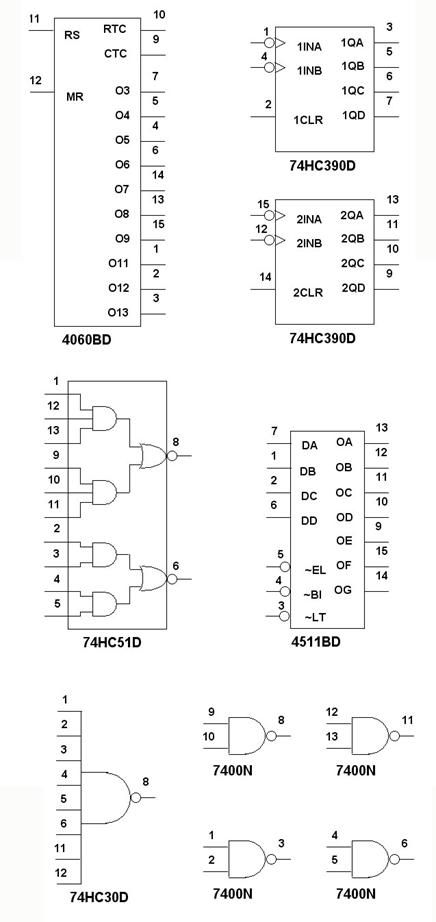 11 RS RTC 10
CTC 9
12 MR O3 7
O4 5
O5 4
O6 6
O7 14
O8 13
O9 15
O11 1
O12 2
O13 3
4060BD
1 1INA 1QA 3
4 1INB 1QB 5
1QC 6
2 1CLR 1QD 7
74HC390D
15 2INA 2QA 13
12 2INB 2QB 11
2QC 10
14 2CLR 2QD 9
74HC390D
1
12
13
9
10
11
8
2
3
4
5
6
74HC51D
7 DA OA 13
1 DB OB 12
2 DC OC 11
6 DD OD 10
OE 9
5 ~EL OF 15
4 ~BI OG 14
3 ~LT
4511BD
1
2
3
4
5
6
11
12
8
74HC30D
9 8
10
7400N
12 11
13
7400N
1 3
2
7400N
4 6
5
7400N